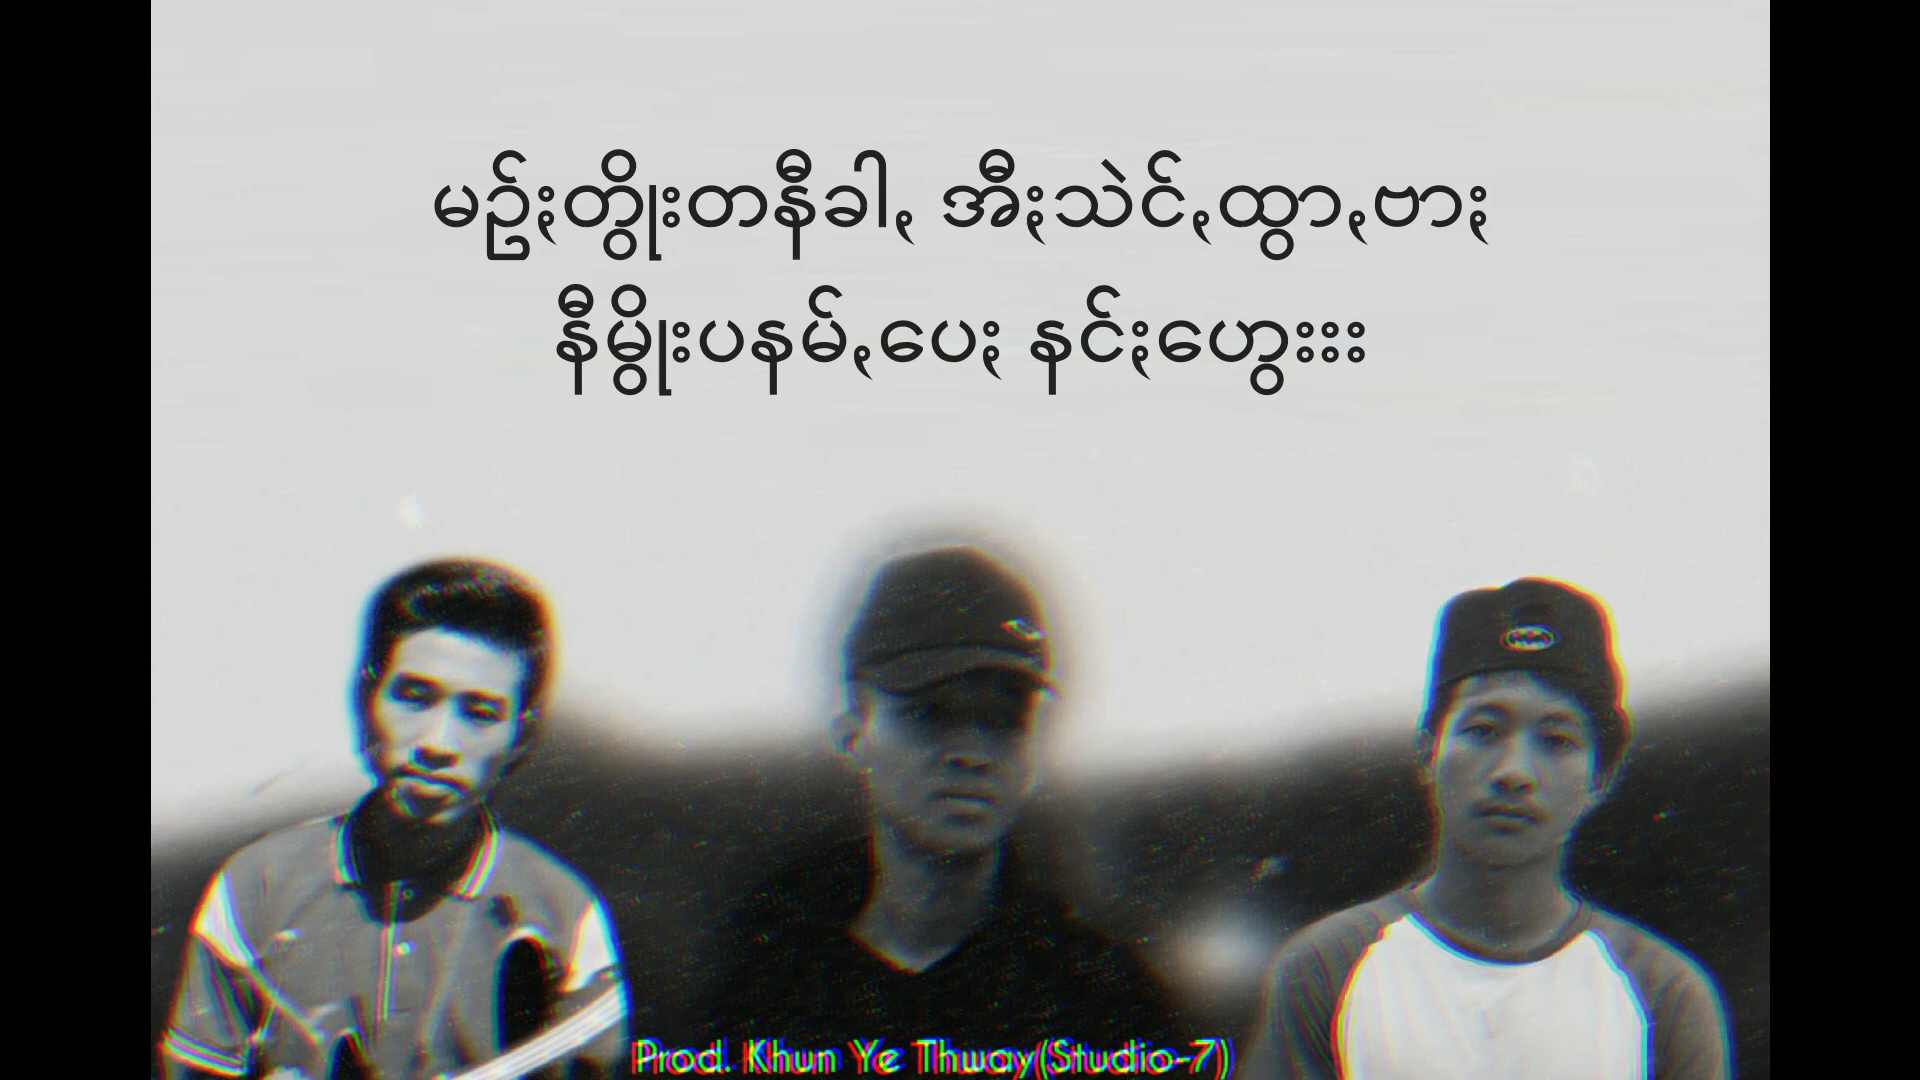 မဥ်ႏတွိုးတနီခါႇ အီႏသဲင်ႇထွာႇဗာႏ
နီမွိုးပနမ်ႇပေႏ နင်ႏဟွေးးး
Prod. Khun Ye Thway(Studio-7)